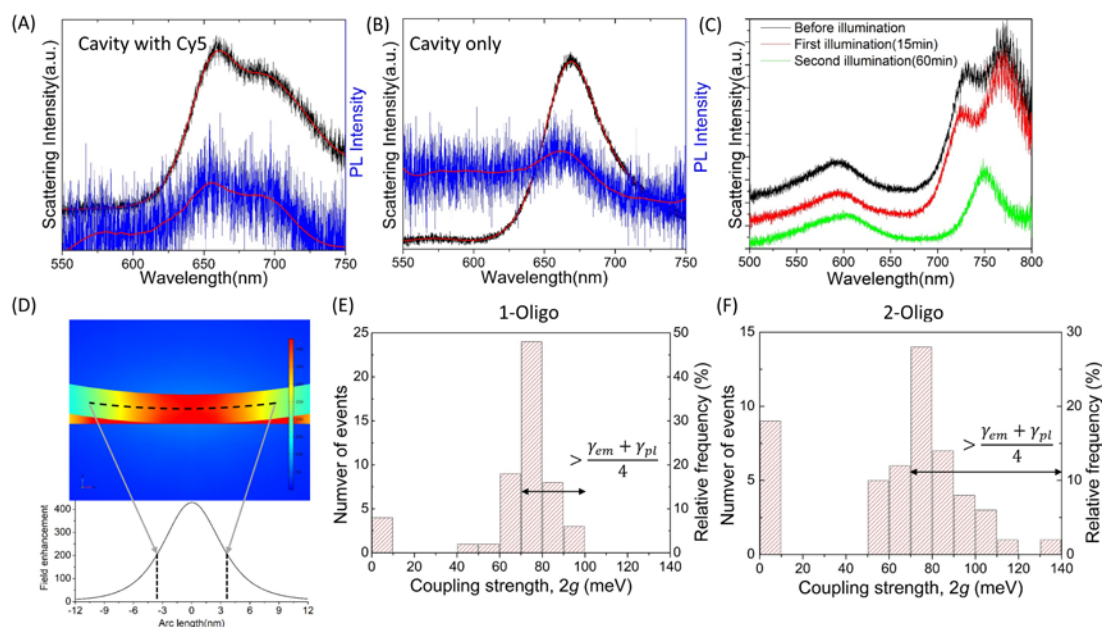 (A)
Cavity with Cy5
Scattering Intensity(a.u.)
PL Intensity
550 600 650 700 750
Wavelength(nm)
(B)
Cavity only
Scattering Intensity(a.u.)
PL Intensity
550 600 650 700 750
Wavelength(nm)
(C)
Before illumination
First illumination(15min)
Second illumination(60min)
Scattering Intensity(a.u.)
500 550 600 650 700 750 800
Wavelength(nm)
(D)
Field enhancement
400
300
200
100
0
-12 -9 -6 -3 0 3 6 9 12
Arc length(nm)
(E)
1-Oligo
Numver of events
25
20
15
10
5
0
50
40
30
20
10
0
Relative frequency (%)
> γem + γpl
4
0 20 40 60 80 100 120 140
Coupling strength, 2g (meV)
(F)
2-Oligo
Numver of events
15
10
5
0
30
20
10
0
Relative frequency (%)
> γem + γpl
4
0 20 40 60 80 100 120 140
Coupling strength, 2g (meV)